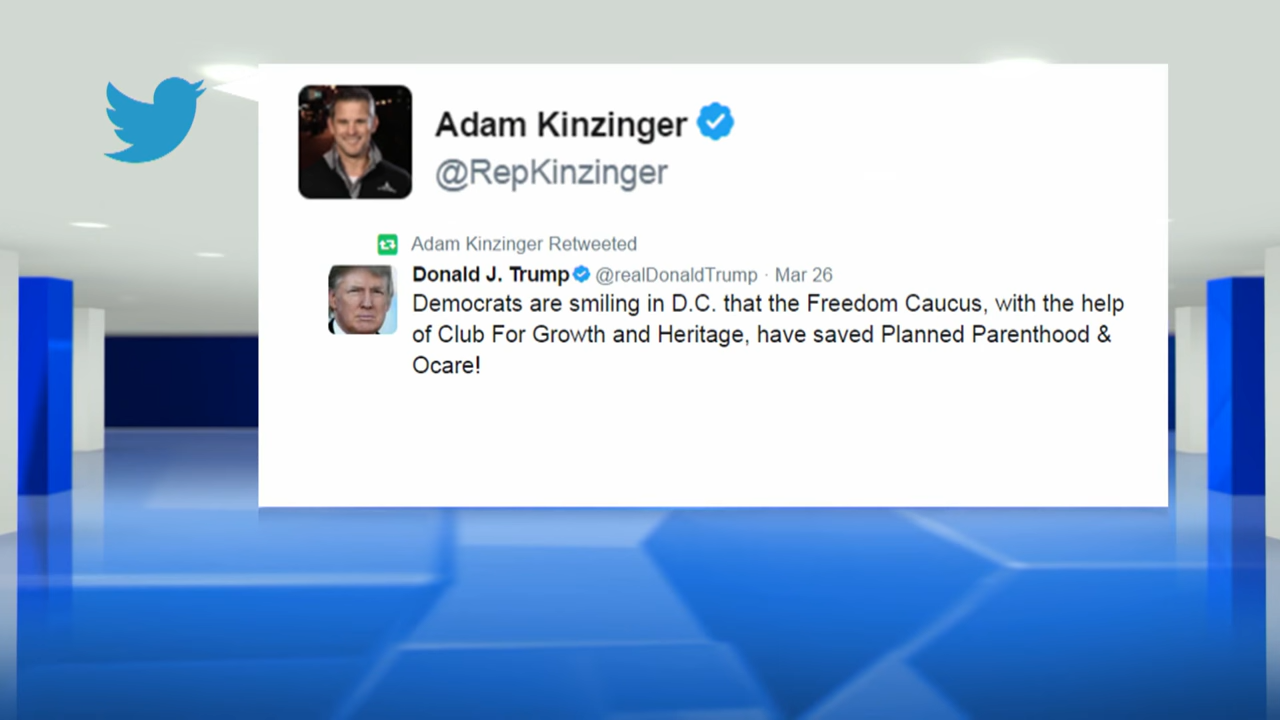 Adam Kinzinger
@RepKinzinger
Adam Kinzinger Retweeted
Donald J. Trump @realDonaldTrump · Mar 26
Democrats are smiling in D.C. that the Freedom Caucus, with the help
of Club For Growth and Heritage, have saved Planned Parenthood &
Ocare!